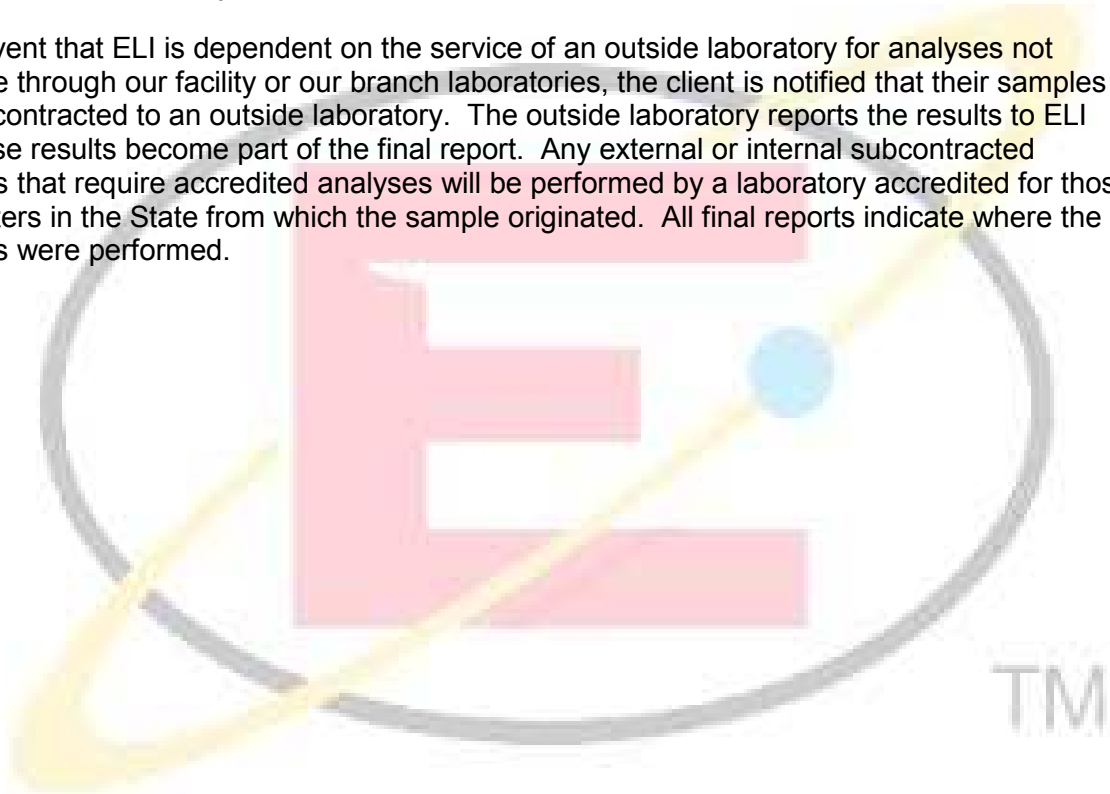 vent that ELI is dependent on the service of an outside laboratory for analyses not
e through our facility or our branch laboratories, the client is notified that their samples
contracted to an outside laboratory.  The outside laboratory reports the results to ELI
se results become part of the final report.  Any external or internal subcontracted
s that require accredited analyses will be performed by a laboratory accredited for thos
ters in the State from which the sample originated.  All final reports indicate where the
s were performed.
E
TM